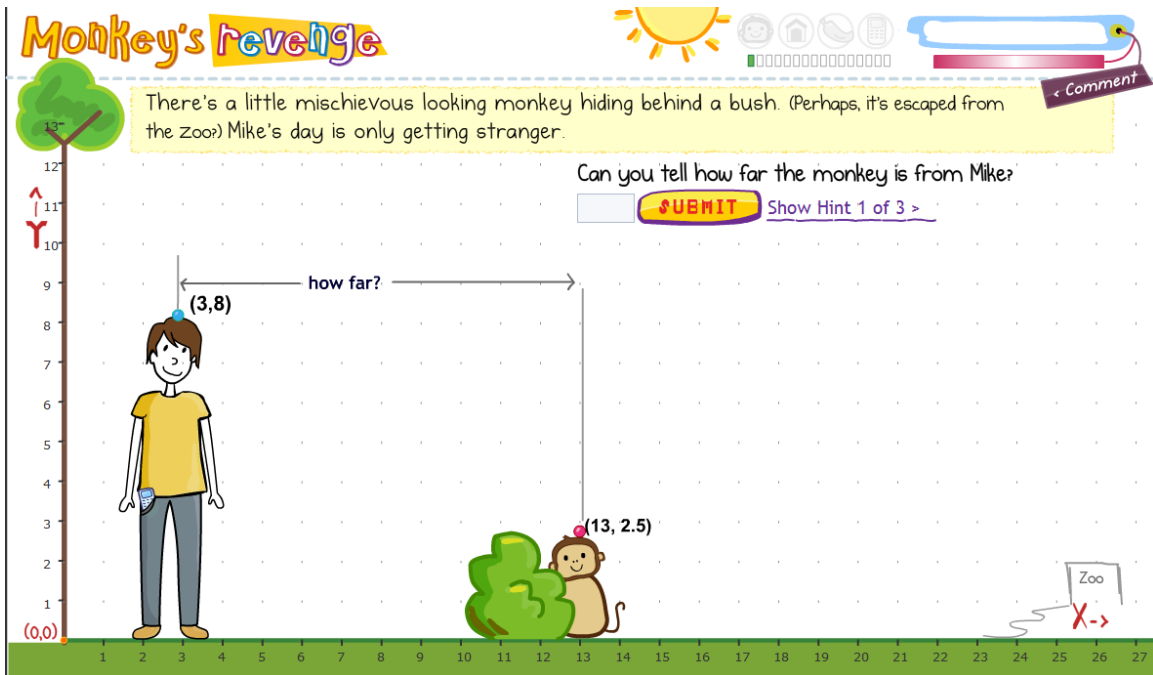 Monkey's revenge
< Comment
There's a little mischievous looking monkey hiding behind a bush. (Perhaps, it's escaped from
the zoo?) Mike's day is only getting stranger.
Can you tell how far the monkey is from Mike?
SUBMIT Show Hint 1 of 3 >
13
12
11
10
9
8
7
6
5
4
3
2
1
Y ->
how far?
(3,8)
(13, 2.5)
Zoo
X->
(0,0)
1 2 3 4 5 6 7 8 9 10 11 12 13 14 15 16 17 18 19 20 21 22 23 24 25 26 27